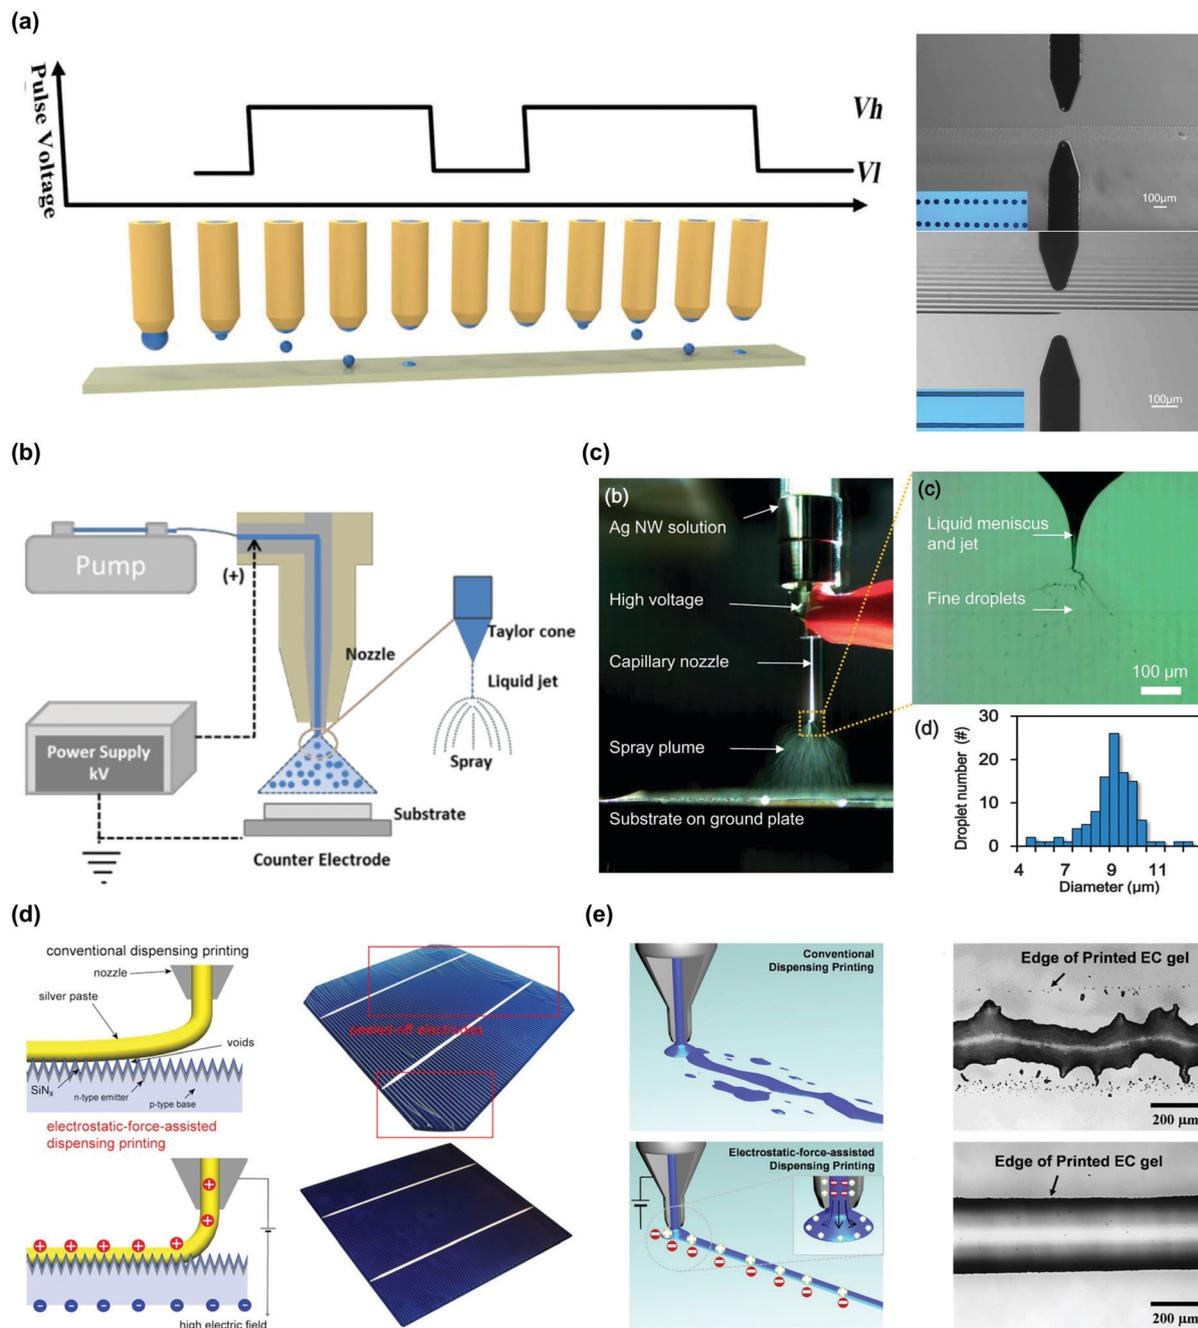 (a)
Pulse Voltage
Vh
Vl
100µm
100µm
(b)
Pump
(+)
Nozzle
Taylor cone
Liquid jet
Spray
Power Supply
kV
Substrate
Counter Electrode
(c)
(b)
Ag NW solution
High voltage
Capillary nozzle
Spray plume
Substrate on ground plate
(c)
Liquid meniscus
and jet
Fine droplets
100 µm
(d)
Droplet number (#)
30
20
10
0
4
7
9
11
Diameter (µm)
(d)
conventional dispensing printing
nozzle
silver paste
voids
SiNx
n-type emitter
p-type base
peeled-off electrodes
electrostatic-force-assisted
dispensing printing
high electric field
(e)
Conventional
Dispensing Printing
Edge of Printed EC gel
200 µm
Electrostatic-force-assisted
Dispensing Printing
Edge of Printed EC gel
200 µm